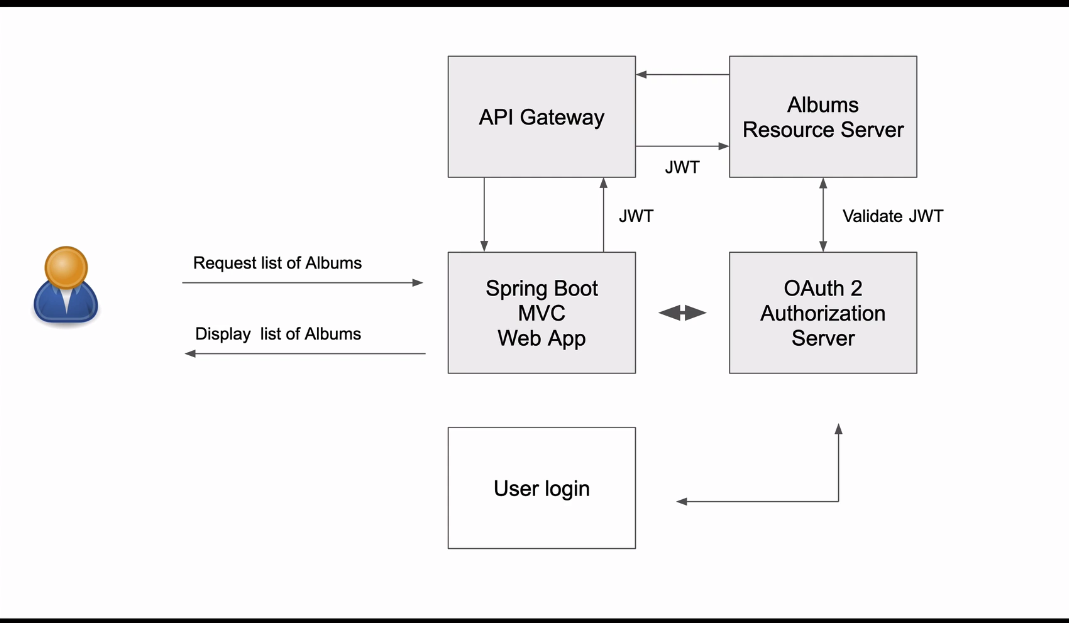 API Gateway
Albums
Resource Server
JWT
JWT
Validate JWT
Request list of Albums
Display list of Albums
Spring Boot
MVC
Web App
OAuth 2
Authorization
Server
User login